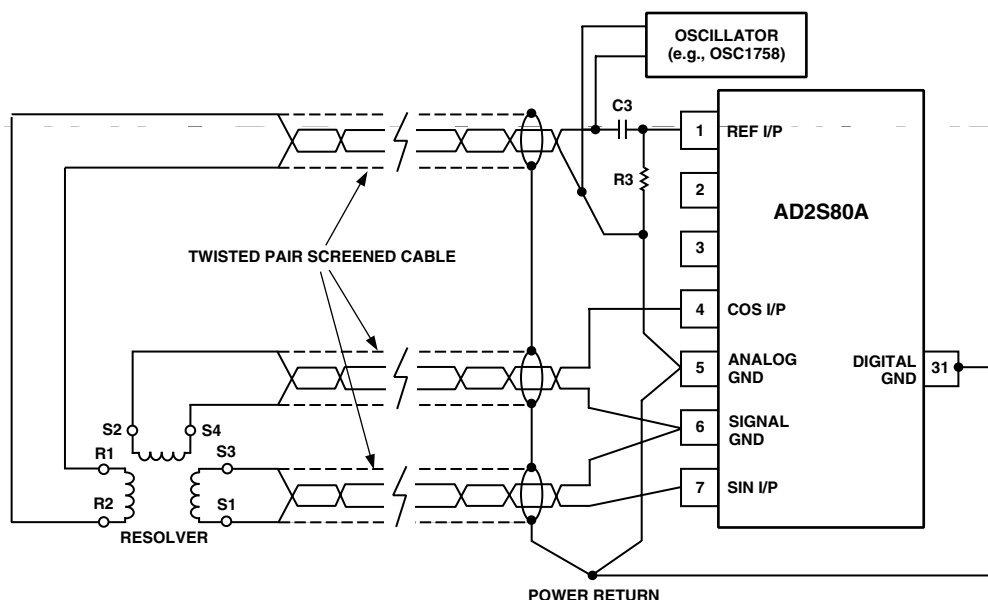 OSCILLATOR
(e.g., OSC1758)
C3
1
REF I/P
R3
2
AD2S80A
3
TWISTED PAIR SCREENED CABLE
4
COS I/P
5
ANALOG
GND
DIGITAL
GND
31
6
SIGNAL
GND
S2
S4
R1
S3
7
SIN I/P
R2
S1
RESOLVER
POWER RETURN